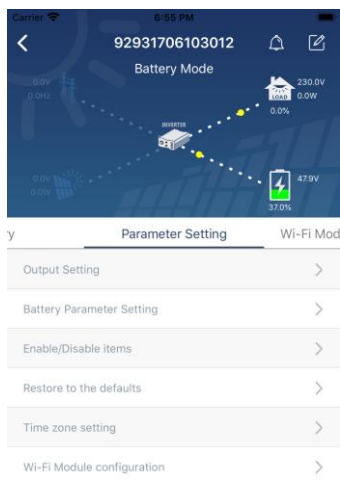 Carrier 6:55 PM
92931706103012
Battery Mode
0.0V
0.0Hz
230.0V
0.0W
LOAD
0.0%
INVERTER
0.0V
0.0W
47.9V
37.0%
y Parameter Setting Wi-Fi Mod
Output Setting
Battery Parameter Setting
Enable/Disable items
Restore to the defaults
Time zone setting
Wi-Fi Module configuration